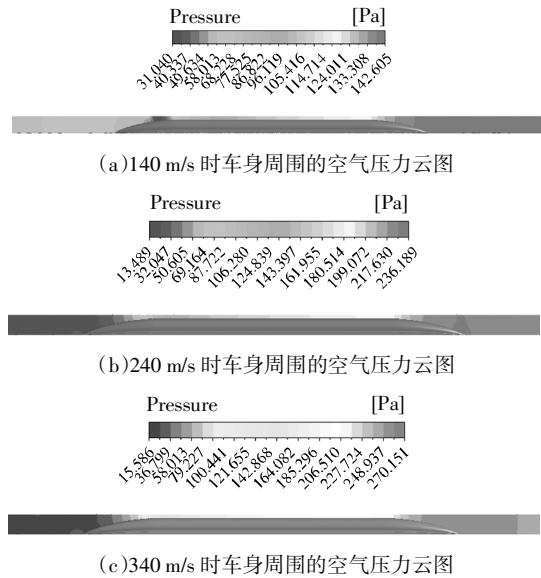 Pressure [Pa]
31.040 40.337 49.634 58.013 68.228 77.525 86.822 96.119 105.416 114.714 124.011 133.308 142.605
(a)140 m/s 时车身周围的空气压力云图
Pressure [Pa]
13.489 32.047 50.605 69.164 87.722 106.280 124.839 143.397 161.955 180.514 199.072 217.630 236.189
(b)240 m/s 时车身周围的空气压力云图
Pressure [Pa]
15.586 36.799 58.013 79.227 100.441 121.655 142.868 164.082 185.296 206.510 227.724 248.937 270.151
(c)340 m/s 时车身周围的空气压力云图